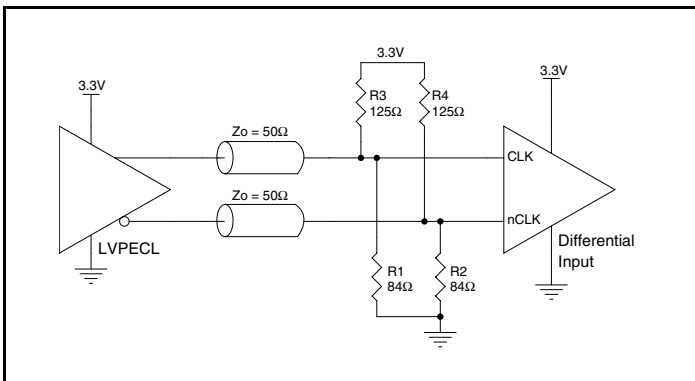 3.3V
3.3V
3.3V
R3
125Ω
R4
125Ω
Zo = 50Ω
CLK
Zo = 50Ω
nCLK
LVPECL
Differential
Input
R1
84Ω
R2
84Ω